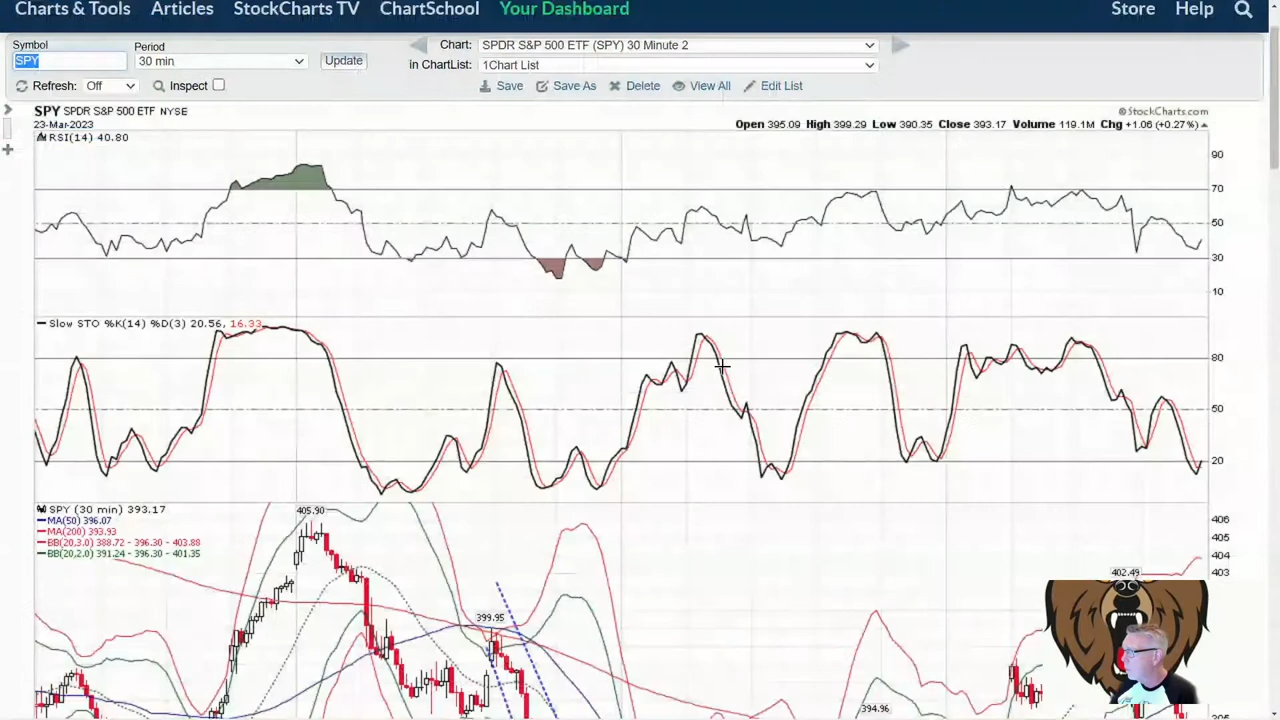 Charts & Tools Articles StockCharts TV ChartSchool Your Dashboard Store Help
Symbol Period Chart: SPDR S&P 500 ETF (SPY) 30 Minute 2
SPY 30 min Update in ChartList: 1Chart List
Refresh: Off Inspect Save Save As Delete View All Edit List
SPY SPDR S&P 500 ETF NYSE © StockCharts.com
23-Mar-2023 Open 395.09 High 399.29 Low 390.35 Close 393.17 Volume 119.1M Chg +1.06 (+0.27%)
RSI(14) 40.80
90
70
50
30
10
Slow STO %K(14) %D(3) 20.56, 16.33
80
50
20
SPY (30 min) 393.17
MA(50) 396.07
MA(200) 393.93
BB(20,3.0) 388.72 - 396.30 - 403.88
BB(20,2.0) 391.24 - 396.30 - 401.35
405.90
406
405
404
403
402.49
399.95
394.96